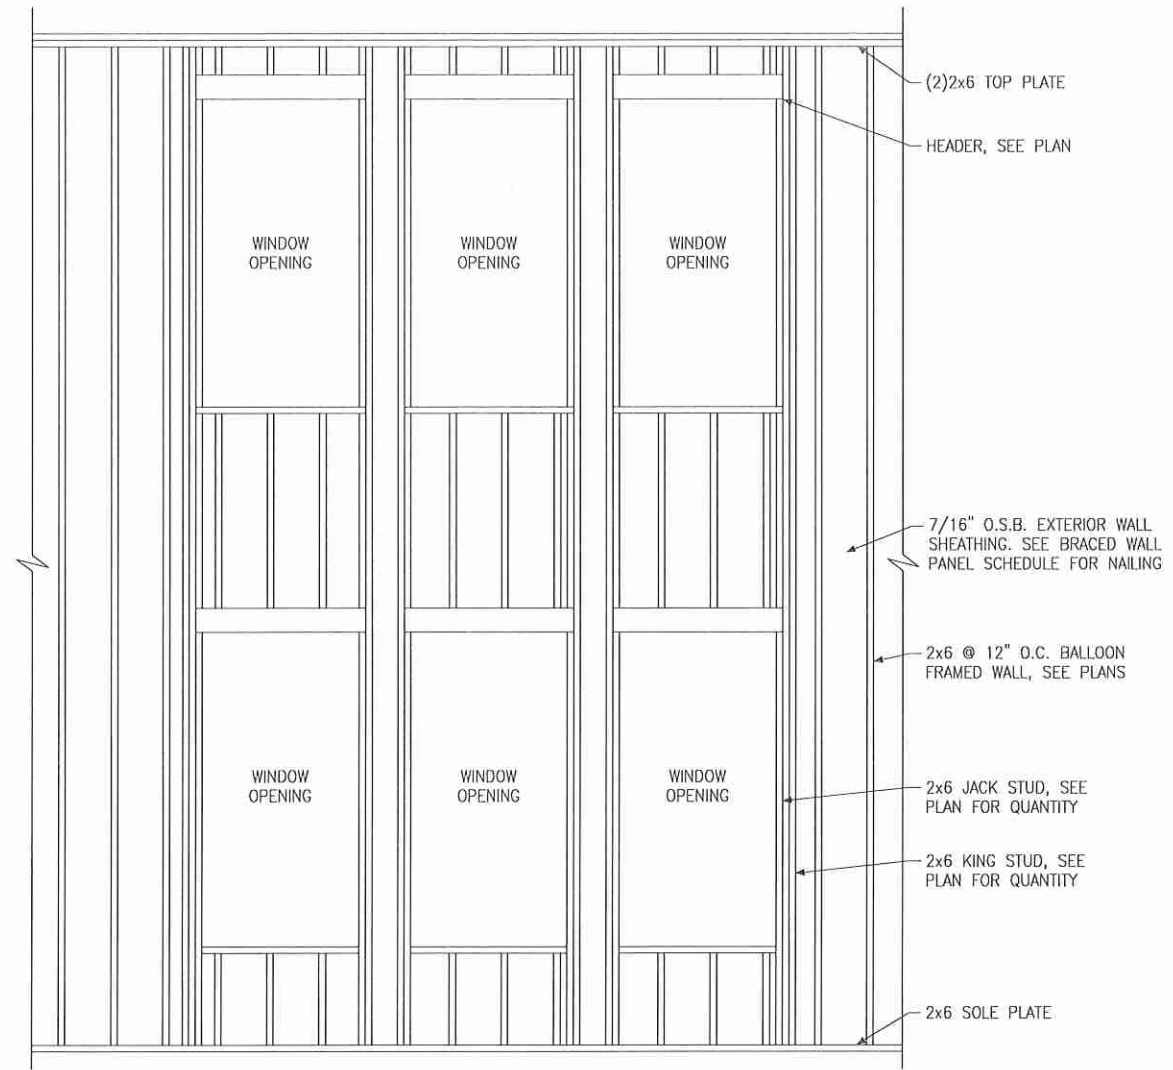 (2)2x6 TOP PLATE
HEADER, SEE PLAN
WINDOW
OPENING
WINDOW
OPENING
WINDOW
OPENING
7/16" O.S.B. EXTERIOR WALL
SHEATHING. SEE BRACED WALL
PANEL SCHEDULE FOR NAILING
2x6 @ 12" O.C. BALLOON
FRAMED WALL, SEE PLANS
WINDOW
OPENING
WINDOW
OPENING
WINDOW
OPENING
2x6 JACK STUD, SEE
PLAN FOR QUANTITY
2x6 KING STUD, SEE
PLAN FOR QUANTITY
2x6 SOLE PLATE